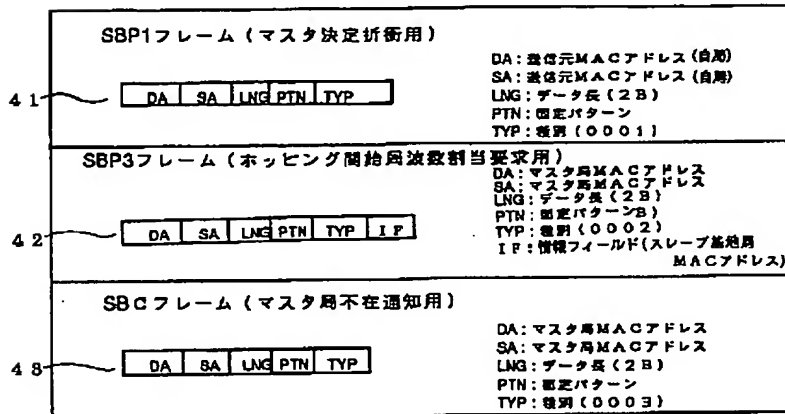 SBP1フレーム（マスタ決定折衝用）
DA：送信元MACアドレス（自局）
SA：送信元MACアドレス（自局）
LNG：データ長（2B）
PTN：固定パターン
TYP：種別（0001）
41
DA SA LNG PTN TYP
SBP3フレーム（ホッピング開始周波数割当要求用）
DA：マスタ局MACアドレス
SA：マスタ局MACアドレス
LNG：データ長（2B）
PTN：固定パターンB）
TYP：種別（0002）
IF：情報フィールド（スレーブ基地局
MACアドレス）
42
DA SA LNG PTN TYP IF
SBCフレーム（マスタ局不在通知用）
DA：マスタ局MACアドレス
SA：マスタ局MACアドレス
LNG：データ長（2B）
PTN：固定パターン
TYP：種別（0003）
48
DA SA LNG PTN TYP